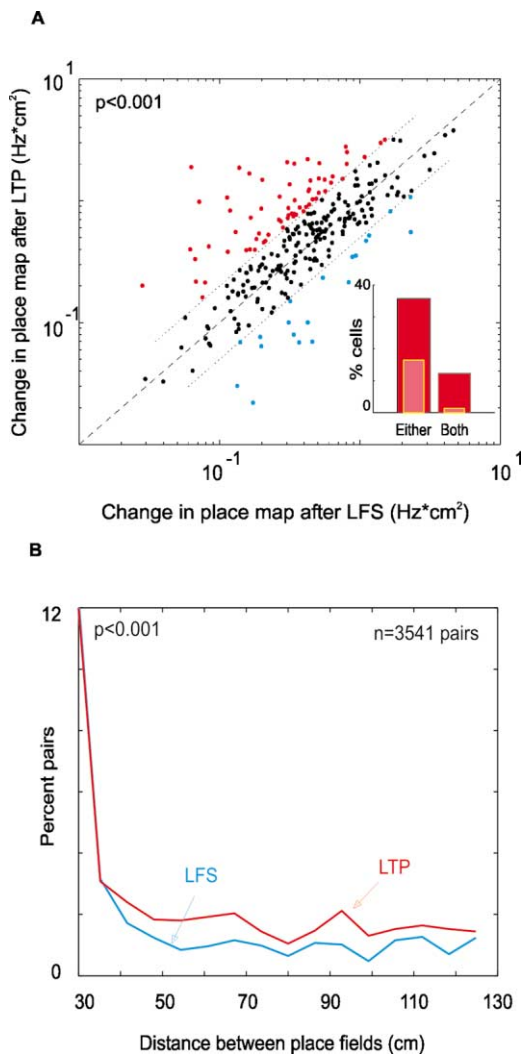 A
Change in place map after LTP (Hz*cm²)
10¹
p<0.001
10⁻¹
40
% cells
0
Either Both
10⁻¹ 10¹
Change in place map after LFS (Hz*cm²)
B
12
p<0.001 n=3541 pairs
Percent pairs
LFS
LTP
0
30 50 70 90 110 130
Distance between place fields (cm)